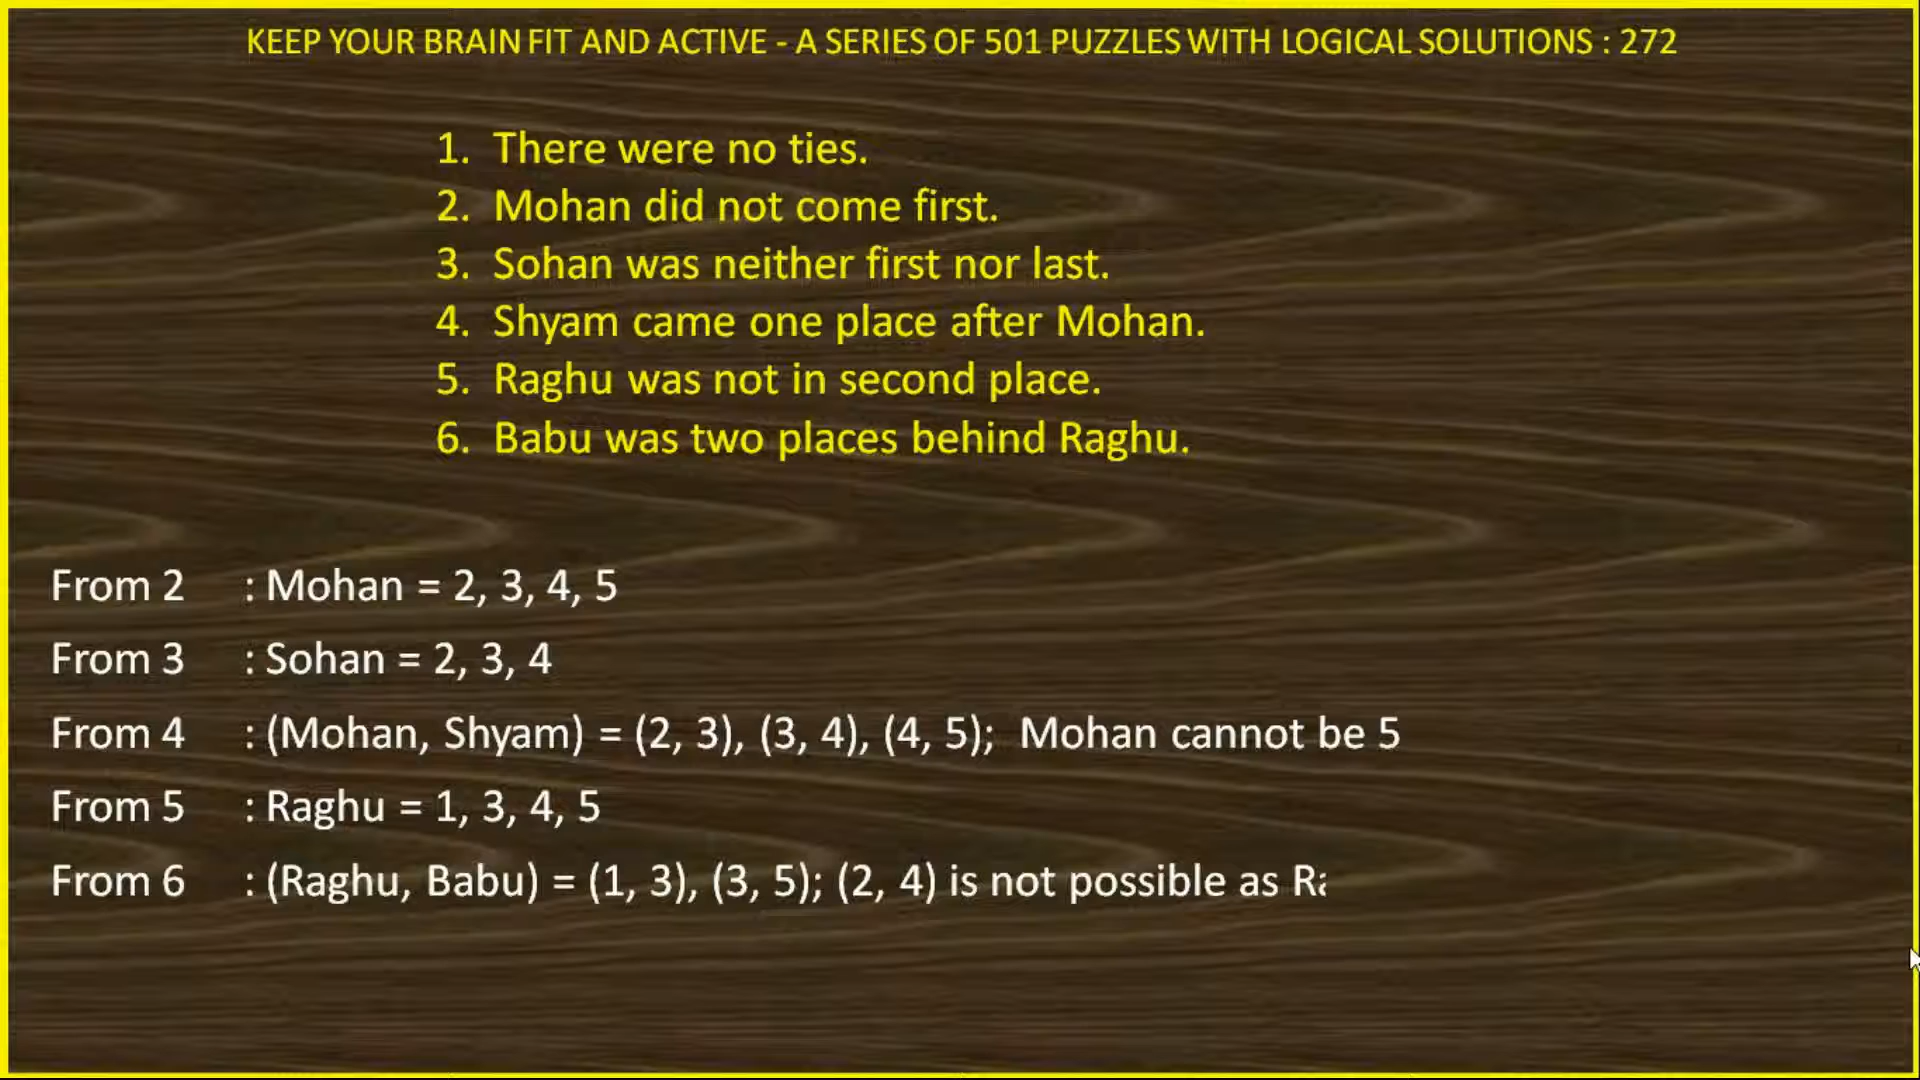 KEEP YOUR BRAIN FIT AND ACTIVE - A SERIES OF 501 PUZZLES WITH LOGICAL SOLUTIONS : 272
1. There were no ties.
2. Mohan did not come first.
3. Sohan was neither first nor last.
4. Shyam came one place after Mohan.
5. Raghu was not in second place.
6. Babu was two places behind Raghu.
From 2 : Mohan = 2, 3, 4, 5
From 3 : Sohan = 2, 3, 4
From 4 : (Mohan, Shyam) = (2, 3), (3, 4), (4, 5); Mohan cannot be 5
From 5 : Raghu = 1, 3, 4, 5
From 6 : (Raghu, Babu) = (1, 3), (3, 5); (2, 4) is not possible as